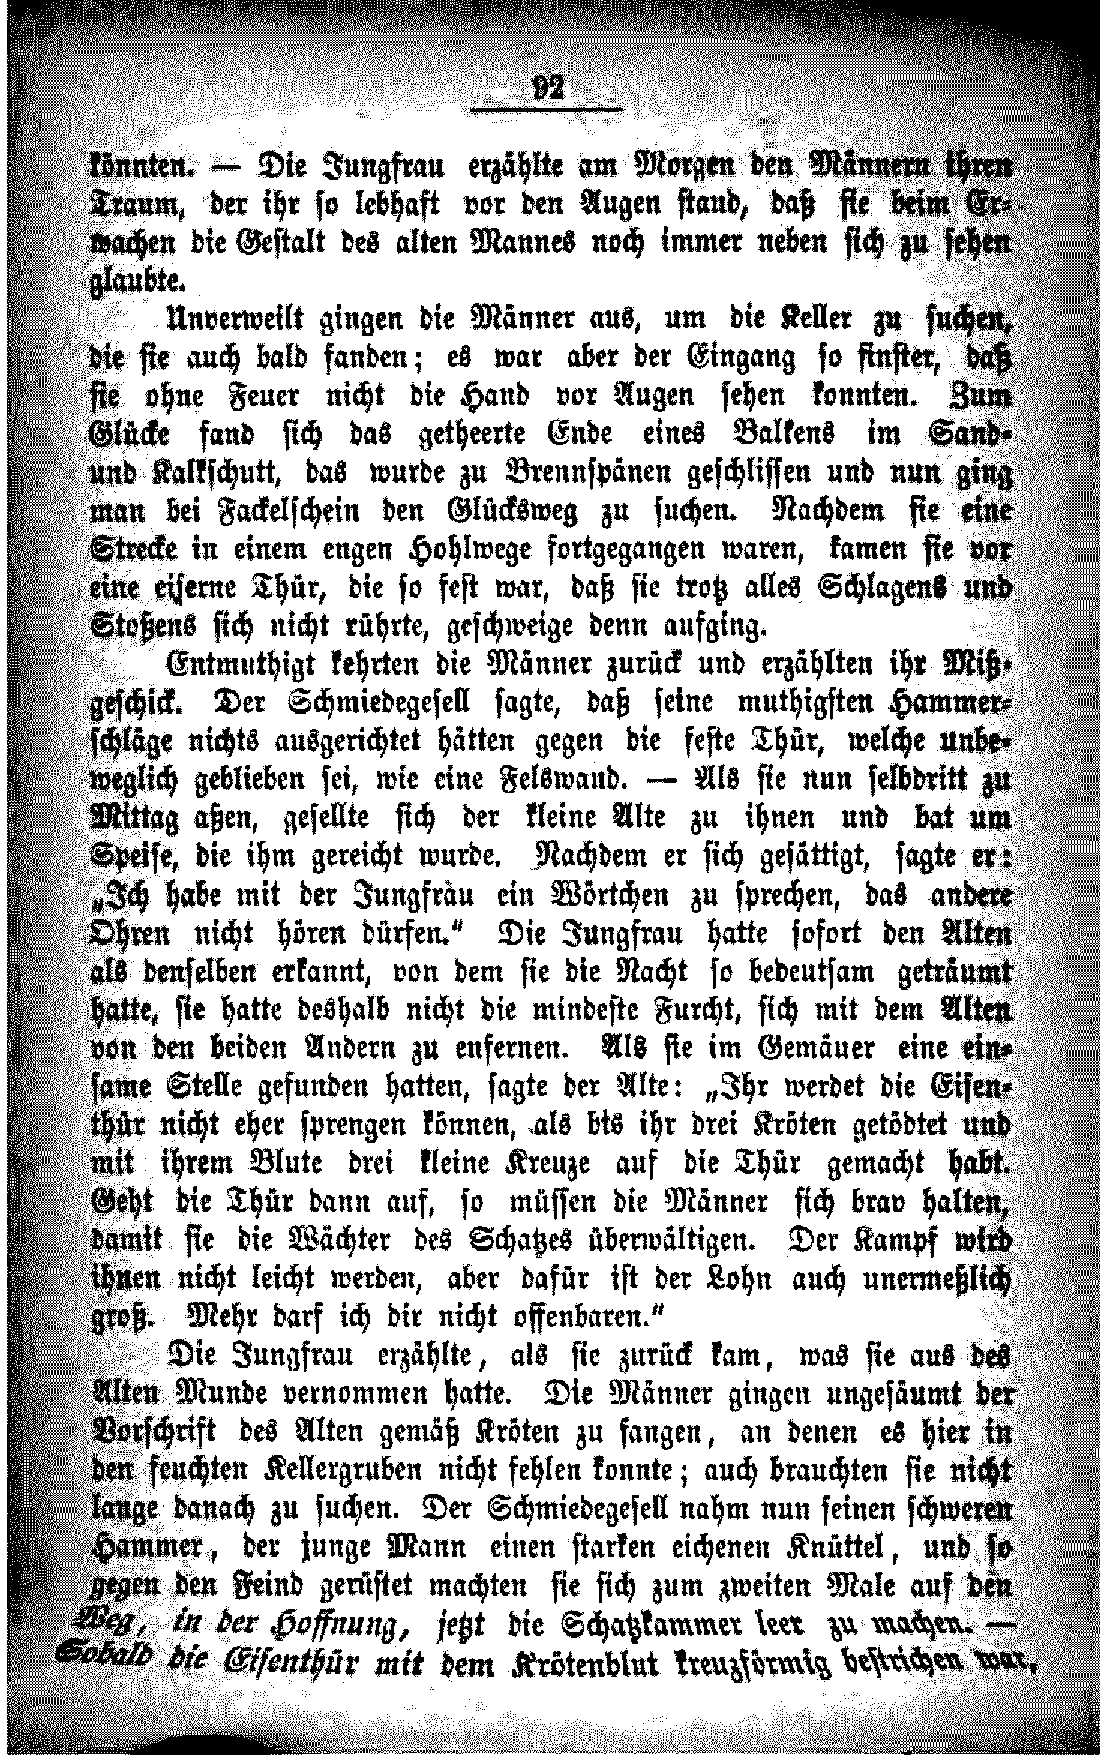 92
könnten. — Die Jungfrau erzählte am Morgen den Männern ihren
Traum, der ihr so lebhaft vor den Augen stand, daß sie beim Er-
wachen die Gestalt des alten Mannes noch immer neben sich zu sehen
glaubte.
Unverweilt gingen die Männer aus, um die Keller zu suchen,
die sie auch bald fanden; es war aber der Eingang so finster, daß
sie ohne Feuer nicht die Hand vor Augen sehen konnten. Zum
Glücke fand sich das getheerte Ende eines Balkens im Sand-
und Kalkschutt, das wurde zu Brennspänen geschlissen und nun ging
man bei Fackelschein den Glücksweg zu suchen. Nachdem sie eine
Strecke in einem engen Hohlwege fortgegangen waren, kamen sie vor
eine eiserne Thür, die so fest war, daß sie trotz alles Schlagens und
Stoßens sich nicht rührte, geschweige denn aufging.
Entmuthigt kehrten die Männer zurück und erzählten ihr Miß-
geschick. Der Schmiedegesell sagte, daß seine muthigsten Hammer-
schläge nichts ausgerichtet hätten gegen die feste Thür, welche unbe-
weglich geblieben sei, wie eine Felswand. — Als sie nun selbdritt zu
Mittag aßen, gesellte sich der kleine Alte zu ihnen und bat um
Speise, die ihm gereicht wurde. Nachdem er sich gesättigt, sagte er:
„Ich habe mit der Jungfrau ein Wörtchen zu sprechen, das andere
Ohren nicht hören dürfen.“ Die Jungfrau hatte sofort den Alten
als denselben erkannt, von dem sie die Nacht so bedeutsam geträumt
hatte, sie hatte deshalb nicht die mindeste Furcht, sich mit dem Alten
von den beiden Andern zu enfernen. Als sie im Gemäuer eine ein-
same Stelle gefunden hatten, sagte der Alte: „Ihr werdet die Eisen-
thür nicht eher sprengen können, als bis ihr drei Kröten getödtet und
mit ihrem Blute drei kleine Kreuze auf die Thür gemacht habt.
Geht die Thür dann auf, so müssen die Männer sich brav halten,
damit sie die Wächter des Schatzes überwältigen. Der Kampf wird
ihnen nicht leicht werden, aber dafür ist der Lohn auch unermeßlich
groß. Mehr darf ich dir nicht offenbaren.“
Die Jungfrau erzählte, als sie zurück kam, was sie aus des
Alten Munde vernommen hatte. Die Männer gingen ungesäumt der
Vorschrift des Alten gemäß Kröten zu fangen, an denen es hier in
den feuchten Kellergruben nicht fehlen konnte; auch brauchten sie nicht
lange danach zu suchen. Der Schmiedegesell nahm nun seinen schweren
Hammer, der junge Mann einen starken eichenen Knüttel, und so
gegen den Feind gerüstet machten sie sich zum zweiten Male auf den
Weg, in der Hoffnung, jetzt die Schatzkammer leer zu machen. —
Sobald die Eisenthür mit dem Krötenblut kreuzförmig bestrichen war,